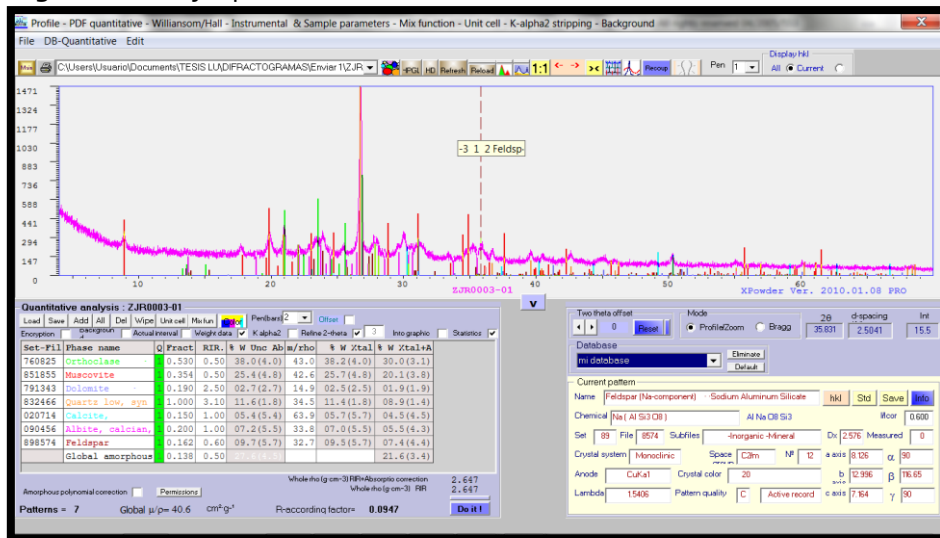 Profile - PDF quantitative - Williansom/Hall - Instrumental & Sample parameters - Mix function - Unit cell - K-alpha2 stripping - Background
File DB-Quantitative Edit
C:\Users\Usuario\Documents\TESIS LU\DIFRACTOGRAMAS\Envier 1\ZJR
HPGL HD Refresh Reload 1:1 Recoup Pen 1
Display hkl
All Current
1471
1324
1177
1030
883
736
588
441
294
147
0
-3 1 2 Feldsp-
10 20 30 40 50 60
ZJR0003-01
XPowder Ver. 2010.01.08 PRO
Quantitative analysis : ZJR0003-01
Load Save Add All Del Wipe Unit cell Mix fun Pen(bars) 2 Offset
Encryption Background Actual interval Weight data K alpha2 Refine 2-theta 3 Into graphic Statistics
Set-Fil Phase name Q Fract RIR. % W Unc Ab m/rho % W Xtal % W Xtal+A
760825 Orthoclase 1 0.530 0.50 38.0(4.0) 43.0 38.2(4.0) 30.0(3.1)
851855 Muscovite 1 0.354 0.50 25.4(4.8) 42.6 25.7(4.8) 20.1(3.8)
791343 Dolomite 1 0.190 2.50 02.7(2.7) 14.9 02.5(2.5) 01.9(1.9)
832466 Quartz low, syn 1 1.000 3.10 11.6(1.8) 34.5 11.4(1.8) 08.9(1.4)
020714 Calcite, 1 0.150 1.00 05.4(5.4) 63.9 05.7(5.7) 04.5(4.5)
090456 Albite, calcian, 1 0.200 1.00 07.2(5.5) 33.8 07.0(5.5) 05.5(4.3)
898574 Feldspar 1 0.162 0.60 09.7(5.7) 32.7 09.5(5.7) 07.4(4.4)
Global amorphous 1 0.138 0.50 21.6(3.4)
Whole rho (g·cm-3) RIR+Absorptio correction 2.647
Whole rho (g·cm-3) RIR 2.647
Amorphous polynomial correction Permissions
Patterns = 7 Global μ/ρ= 40.6 cm²·g-¹ R-according factor= 0.0947 Do it !
V
Two theta offset
0 Reset
Mode
Profile/Zoom Bragg
2θ d-spacing Int
35.831 2.5041 15.5
Database
mi database
Eliminate
Default
Current pattern
Name Feldspar (Na-component) - Sodium Aluminum Silicate hkl Std Save Info
Chemical Na ( Al Si3 O8 ) Al Na O8 Si3 I/Icor 0.600
Set 89 File 8574 Subfiles -Inorganic -Mineral Dx 2.576 Measured 0
Crystal system Monoclinic Space group C2/m Nº 12 a axis 8.126 α 90
Anode CuKa1 Crystal color 20 b axis 12.996 β 116.65
Lambda 1.5406 Pattern quality C Active record c axis 7.164 γ 90